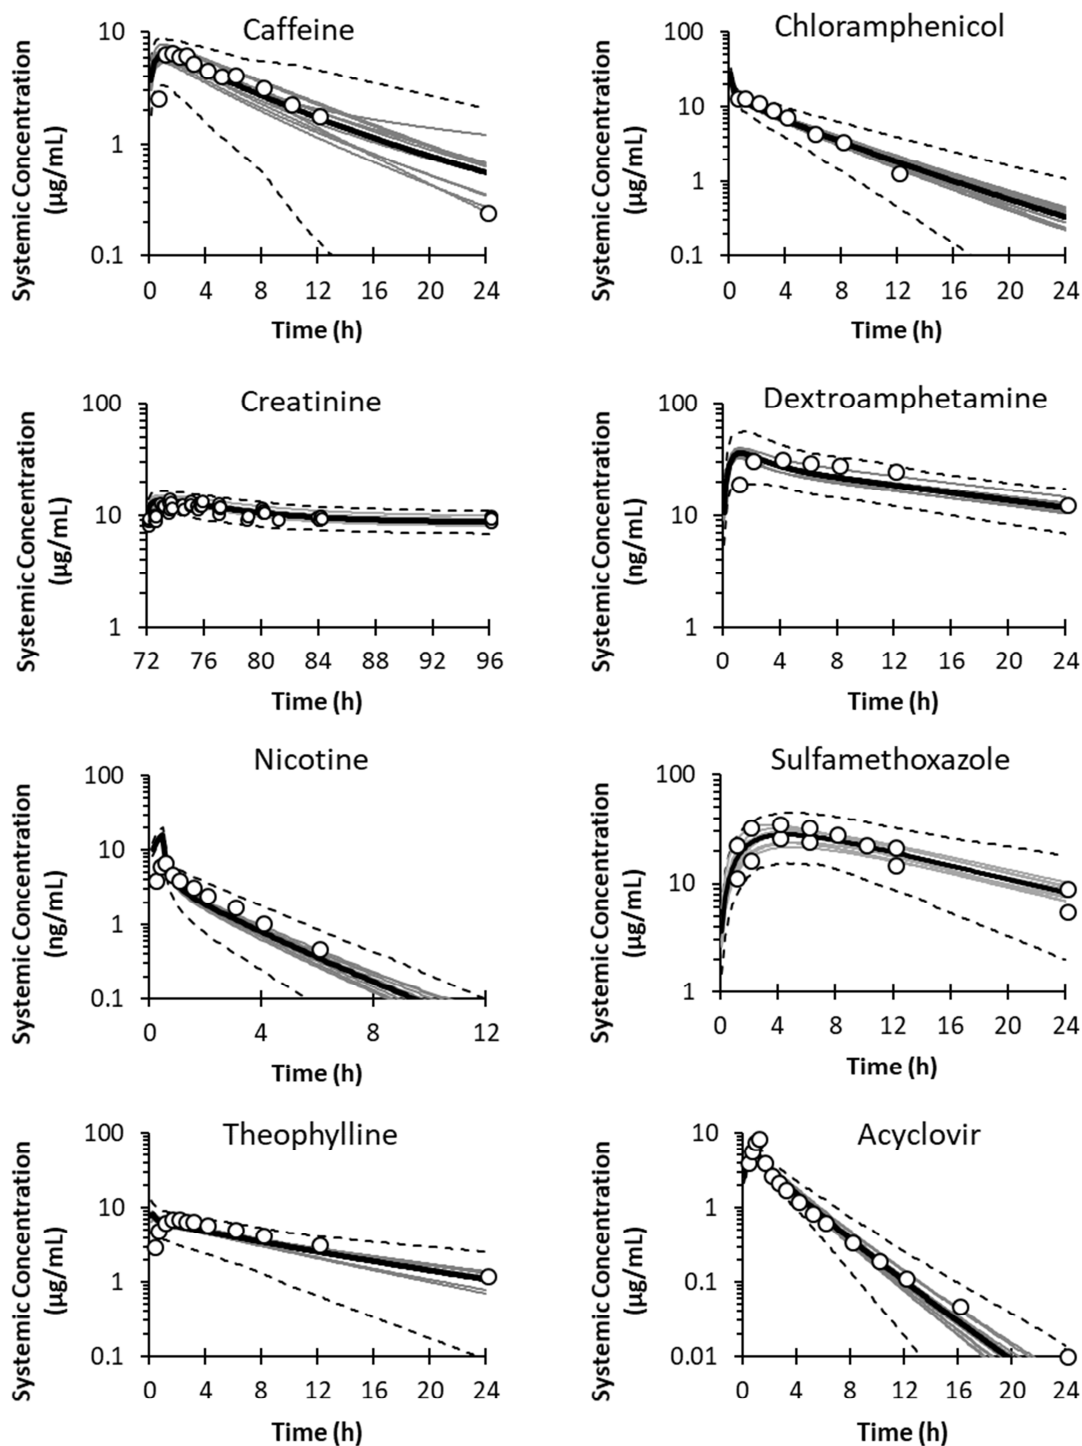 Caffeine
Systemic Concentration
(µg/mL)
10
1
0.1
0 4 8 12 16 20 24
Time (h)
Chloramphenicol
Systemic Concentration
(µg/mL)
100
10
1
0.1
0 4 8 12 16 20 24
Time (h)
Creatinine
Systemic Concentration
(µg/mL)
100
10
1
72 76 80 84 88 92 96
Time (h)
Dextroamphetamine
Systemic Concentration
(ng/mL)
100
10
1
0 4 8 12 16 20 24
Time (h)
Nicotine
Systemic Concentration
(ng/mL)
100
10
1
0.1
0 4 8 12
Time (h)
Sulfamethoxazole
Systemic Concentration
(µg/mL)
100
10
1
0 4 8 12 16 20 24
Time (h)
Theophylline
Systemic Concentration
(µg/mL)
100
10
1
0.1
0 4 8 12 16 20 24
Time (h)
Acyclovir
Systemic Concentration
(µg/mL)
10
1
0.1
0.01
0 4 8 12 16 20 24
Time (h)